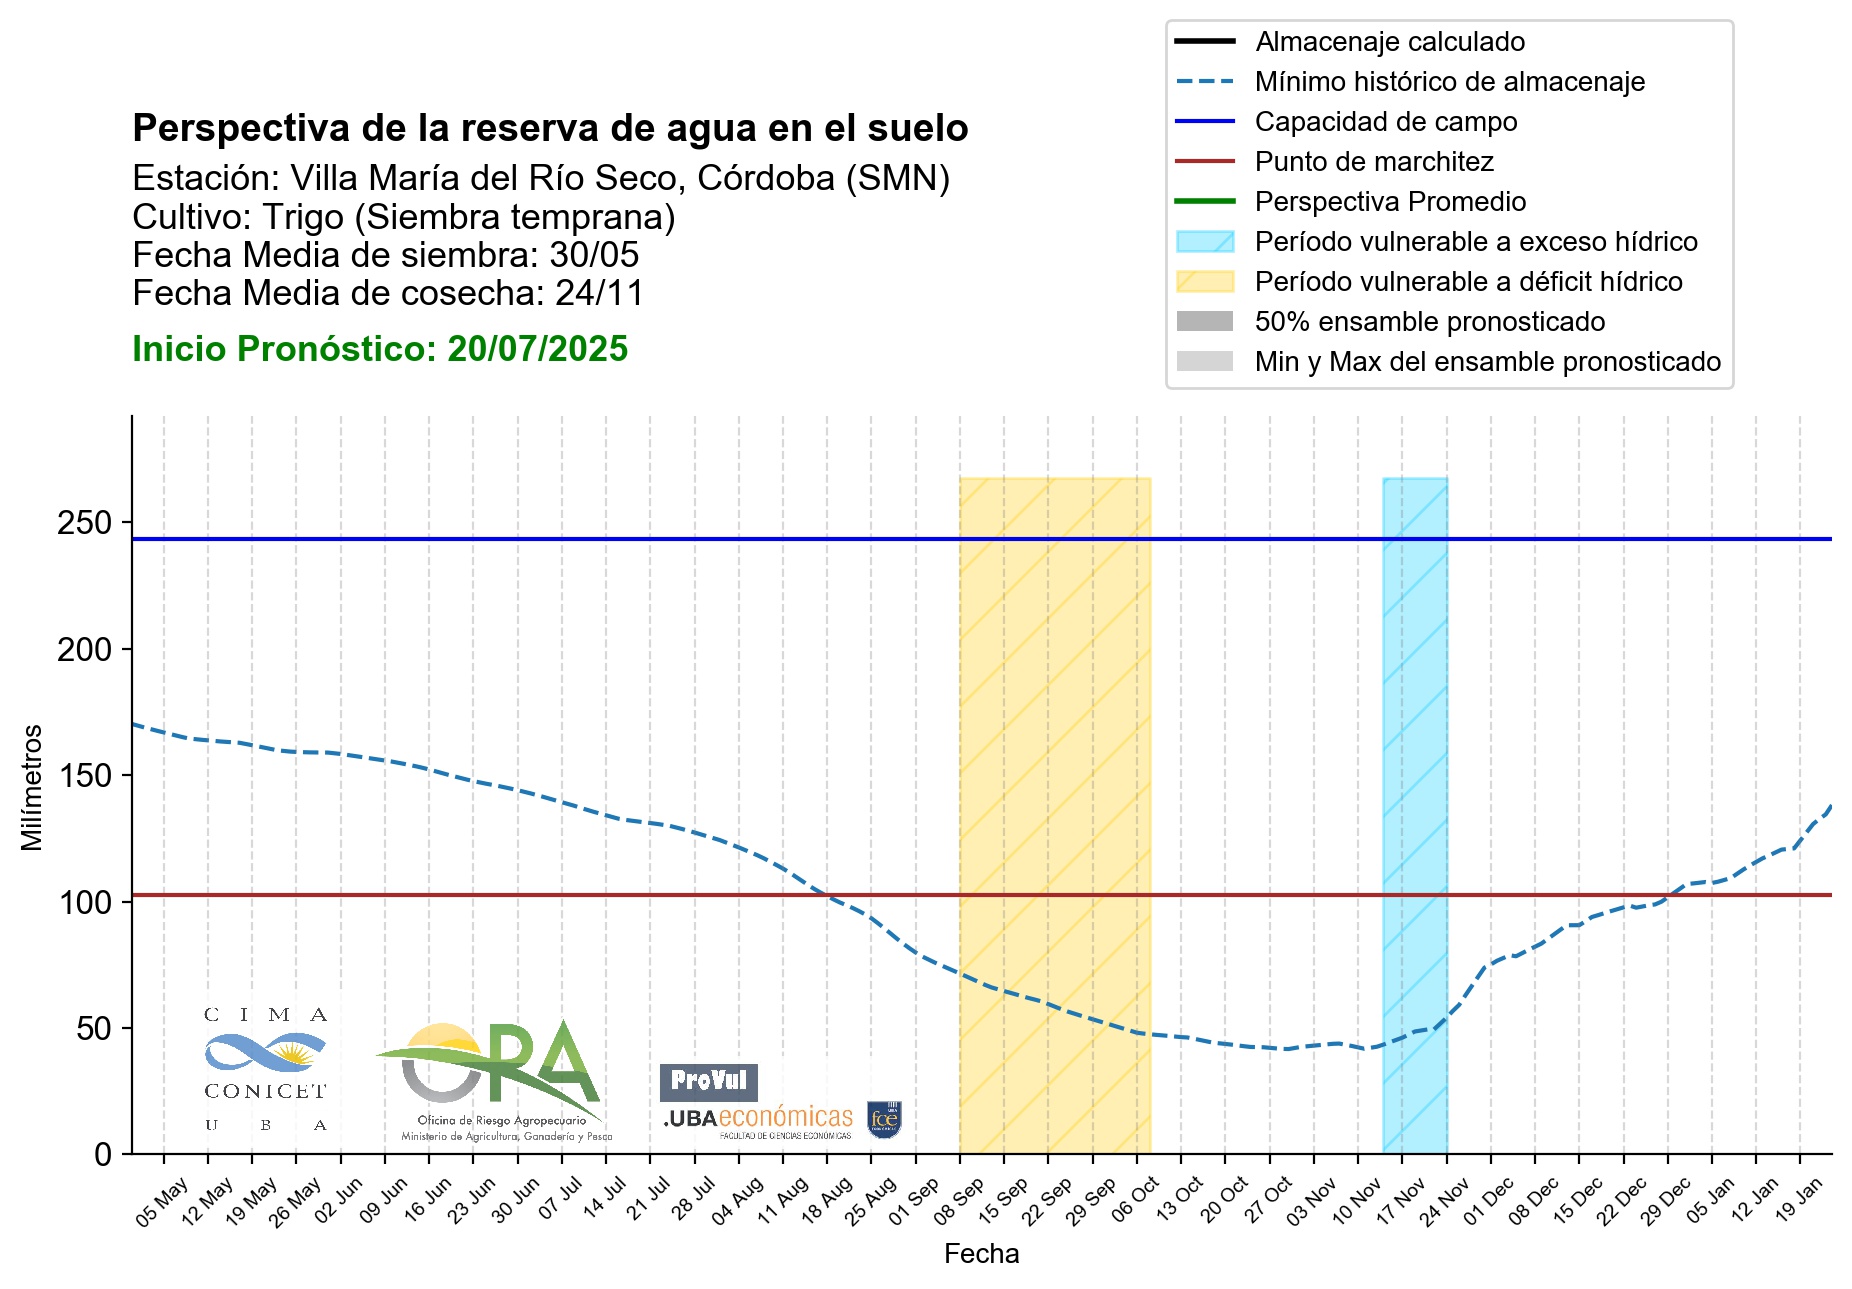 Almacenaje calculado
Mínimo histórico de almacenaje
Capacidad de campo
Punto de marchitez
Perspectiva Promedio
Período vulnerable a exceso hídrico
Período vulnerable a déficit hídrico
50% ensamble pronosticado
Min y Max del ensamble pronosticado
Perspectiva de la reserva de agua en el suelo
Estación: Villa María del Río Seco, Córdoba (SMN)
Cultivo: Trigo (Siembra temprana)
Fecha Media de siembra: 30/05
Fecha Media de cosecha: 24/11
Inicio Pronóstico: 20/07/2025
Milímetros
250
200
150
100
50
0
C I M A
CONICET
U B A
ORA
Oficina de Riesgo Agropecuario
Ministerio de Agricultura, Ganadería y Pesca
ProVul
.UBAeconómicas
FACULTAD DE CIENCIAS ECONÓMICAS
UBA
fce
05 May
12 May
19 May
26 May
02 Jun
09 Jun
16 Jun
23 Jun
30 Jun
07 Jul
14 Jul
21 Jul
28 Jul
04 Aug
11 Aug
18 Aug
25 Aug
01 Sep
08 Sep
15 Sep
22 Sep
29 Sep
06 Oct
13 Oct
20 Oct
27 Oct
03 Nov
10 Nov
17 Nov
24 Nov
01 Dec
08 Dec
15 Dec
22 Dec
29 Dec
05 Jan
12 Jan
19 Jan
Fecha